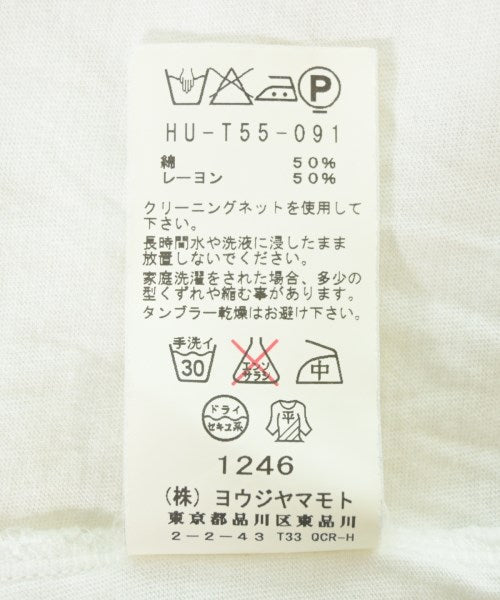 P
HU-T55-091
綿 50%
レーヨン 50%
クリーニングネットを使用して
下さい。
長時間水や洗液に浸したまま
放置しないでください。
家庭洗濯をされた場合、多少の
型くずれや縮む事があります。
タンブラー乾燥はお避け下さい。
手洗イ
30
エンソ
サラシ
中
ドライ
セキユ系
平
1246
(株)ヨウジヤマモト
東京都品川区東品川
2-2-43 T33 QCR-H